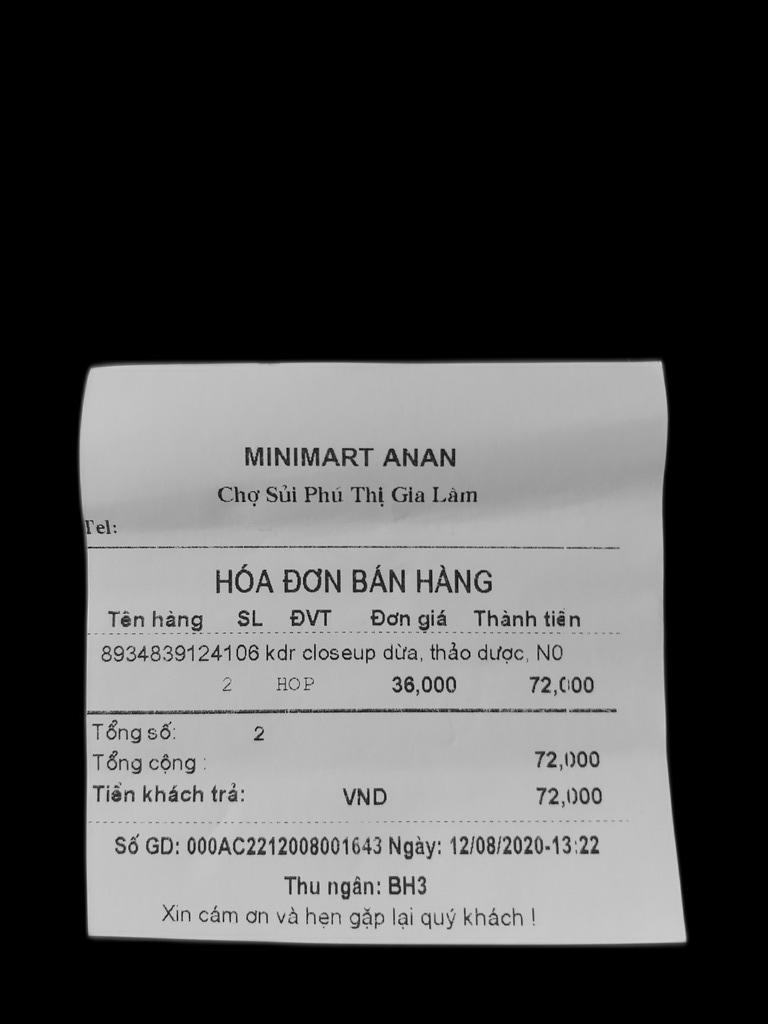 MINIMART ANAN
Chợ Sủi Phú Thị Gia Lâm
Tel:
HÓA ĐƠN BÁN HÀNG
Tên hàng SL ĐVT Đơn giá Thành tiền
8934839124106 kdr closeup dừa, thảo dược, N0
2 HOP 36,000 72,000
Tổng số: 2
Tổng cộng : 72,000
Tiền khách trả: VND 72,000
Số GD: 000AC2212008001643 Ngày: 12/08/2020-13:22
Thu ngân: BH3
Xin cám ơn và hẹn gặp lại quý khách !